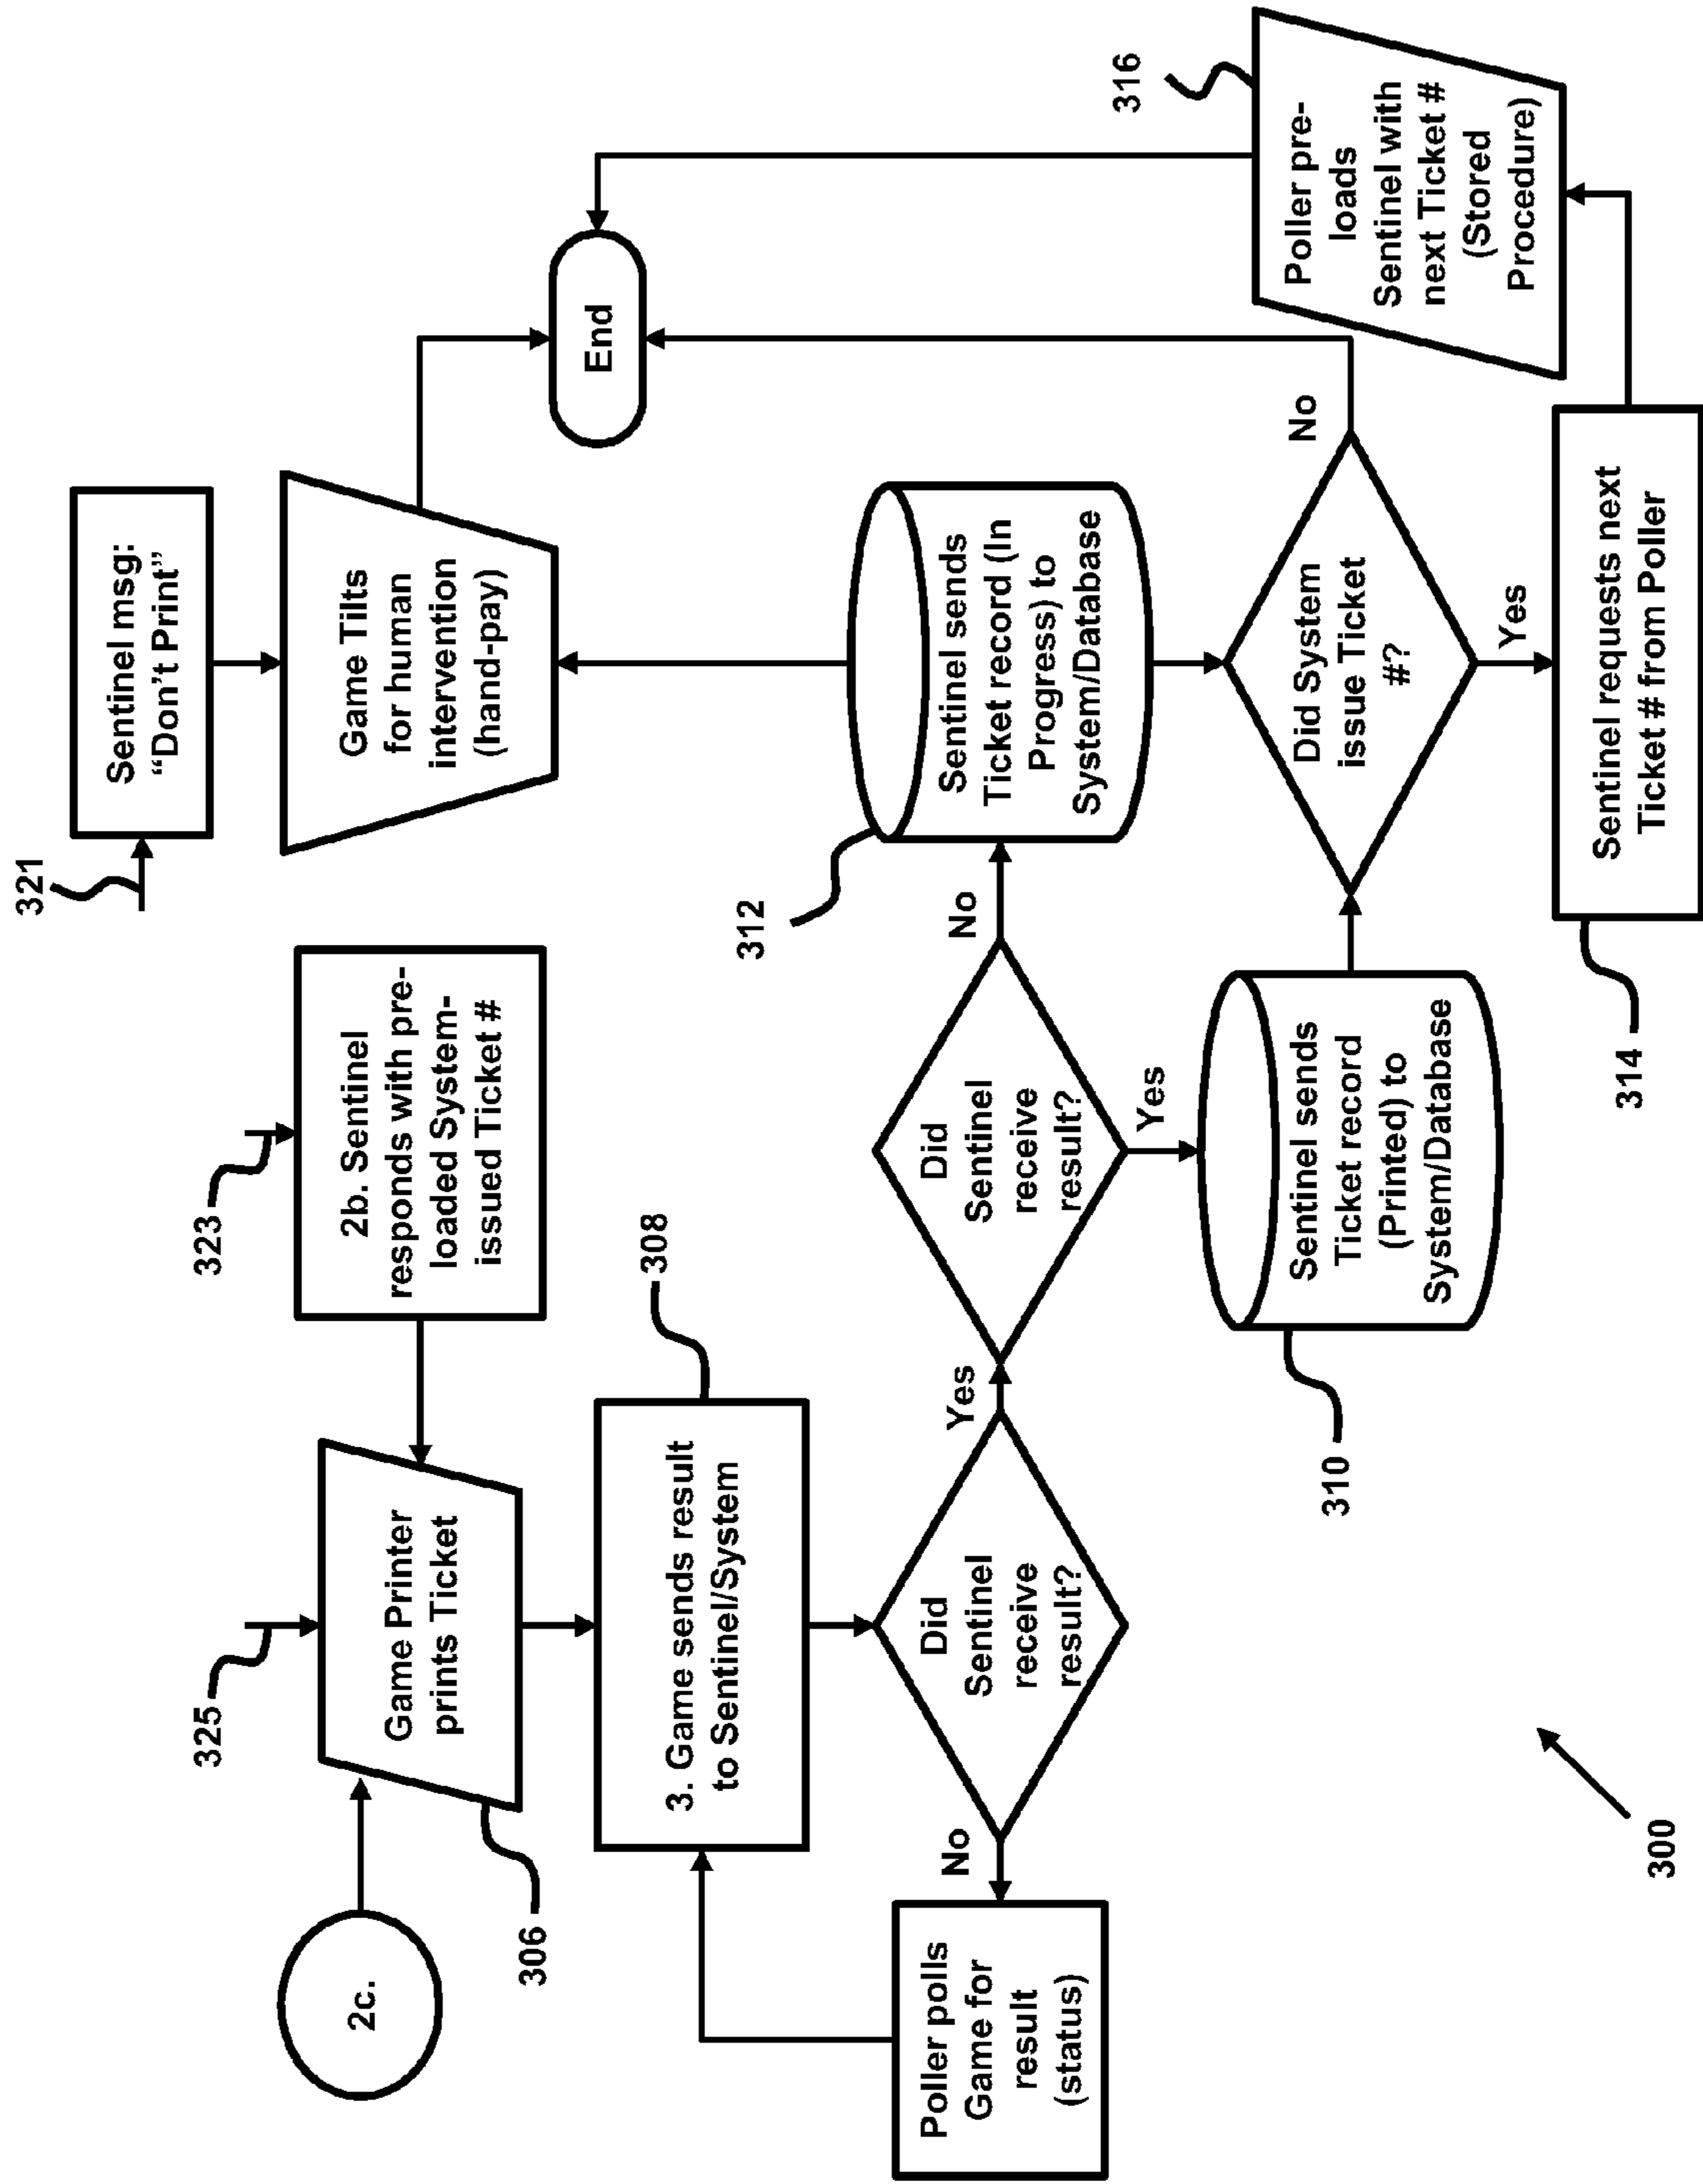 325
323
321
2c.
Game Printer
prints Ticket
2b. Sentinel
responds with pre-
loaded System-
issued Ticket #
Sentinel msg:
“Don’t Print”
306
308
Game Tilts
for human
intervention
(hand-pay)
3. Game sends result
to Sentinel/System
End
Poller polls
Game for
result
(status)
No
Did
Sentinel
receive
result?
Yes
Did
Sentinel
receive
result?
No
Yes
312
Sentinel sends
Ticket record (In
Progress) to
System/Database
310
Sentinel sends
Ticket record
(Printed) to
System/Database
Did System
issue Ticket
#?
No
Yes
316
Poller pre-
loads
Sentinel with
next Ticket #
(Stored
Procedure)
314
Sentinel requests next
Ticket # from Poller
300